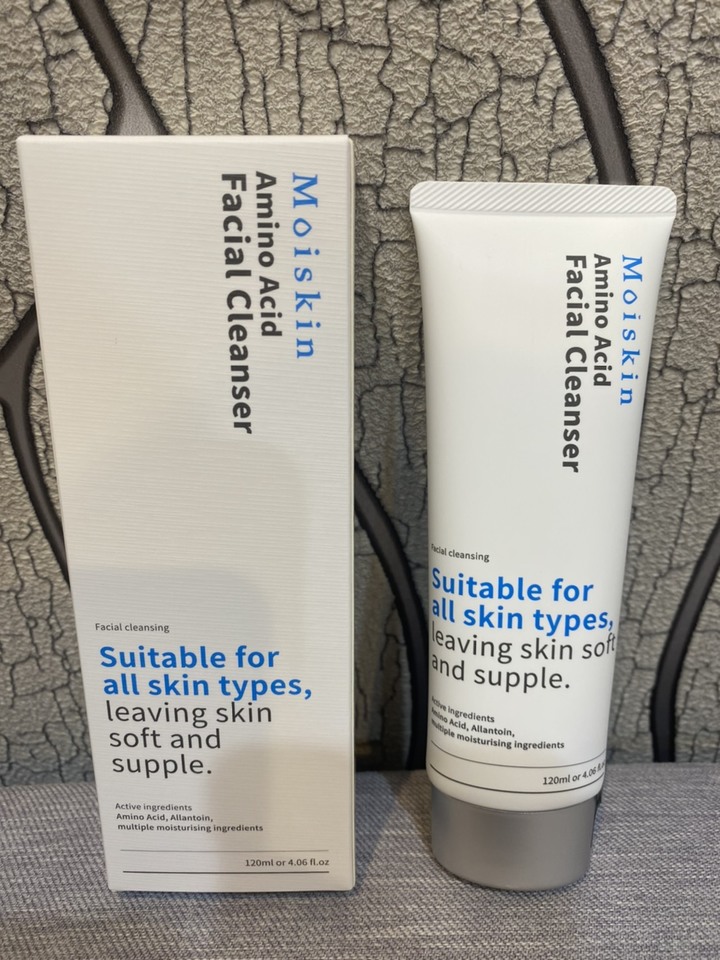 Moiskin
Amino Acid
Facial Cleanser
Facial cleansing
Suitable for
all skin types,
leaving skin
soft and
supple.
Active ingredients
Amino Acid, Allantoin,
multiple moisturising ingredients
120ml or 4.06 fl.oz
Moiskin
Amino Acid
Facial Cleanser
Facial cleansing
Suitable for
all skin types,
leaving skin soft
and supple.
Active ingredients
Amino Acid, Allantoin,
multiple moisturising ingredients
120ml or 4.06